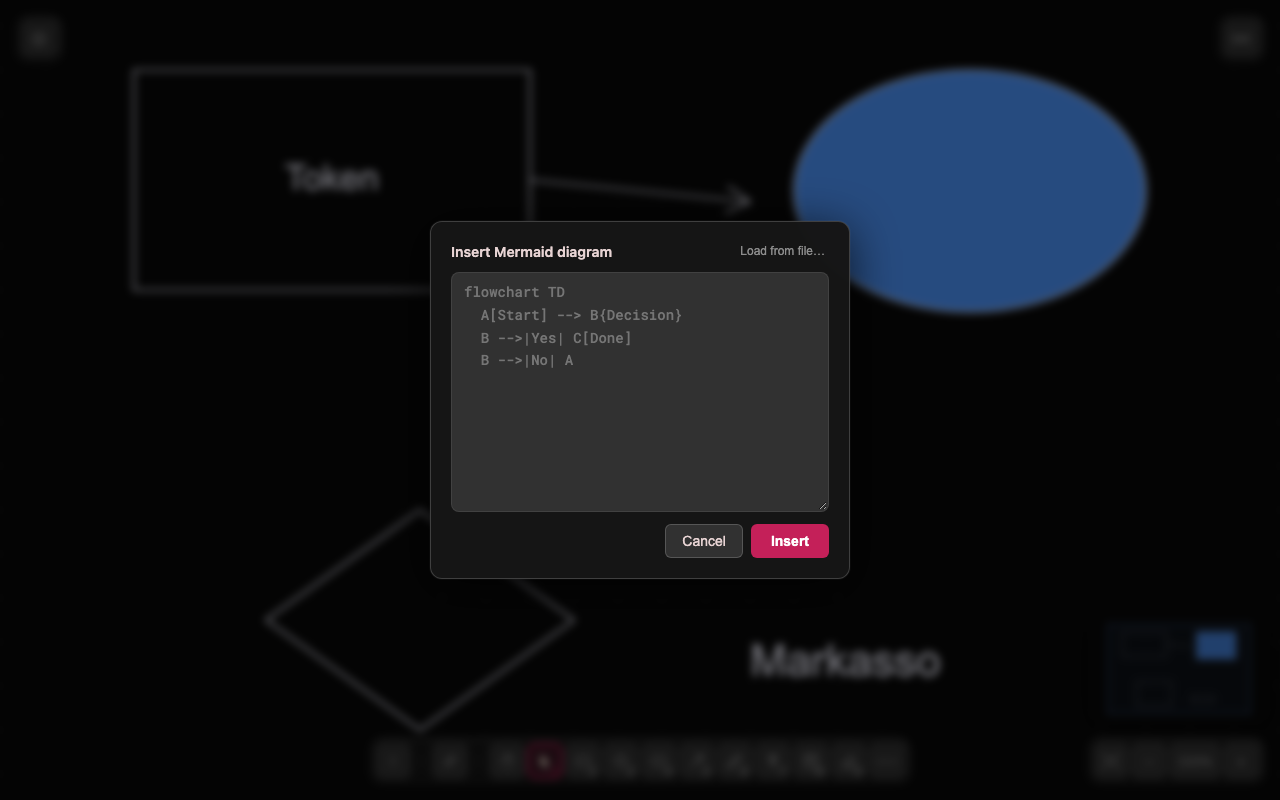 Token
Insert Mermaid diagram
Load from file...
flowchart TD
  A[Start] --> B{Decision}
  B -->|Yes| C[Done]
  B -->|No| A
Cancel
Insert
Markasso